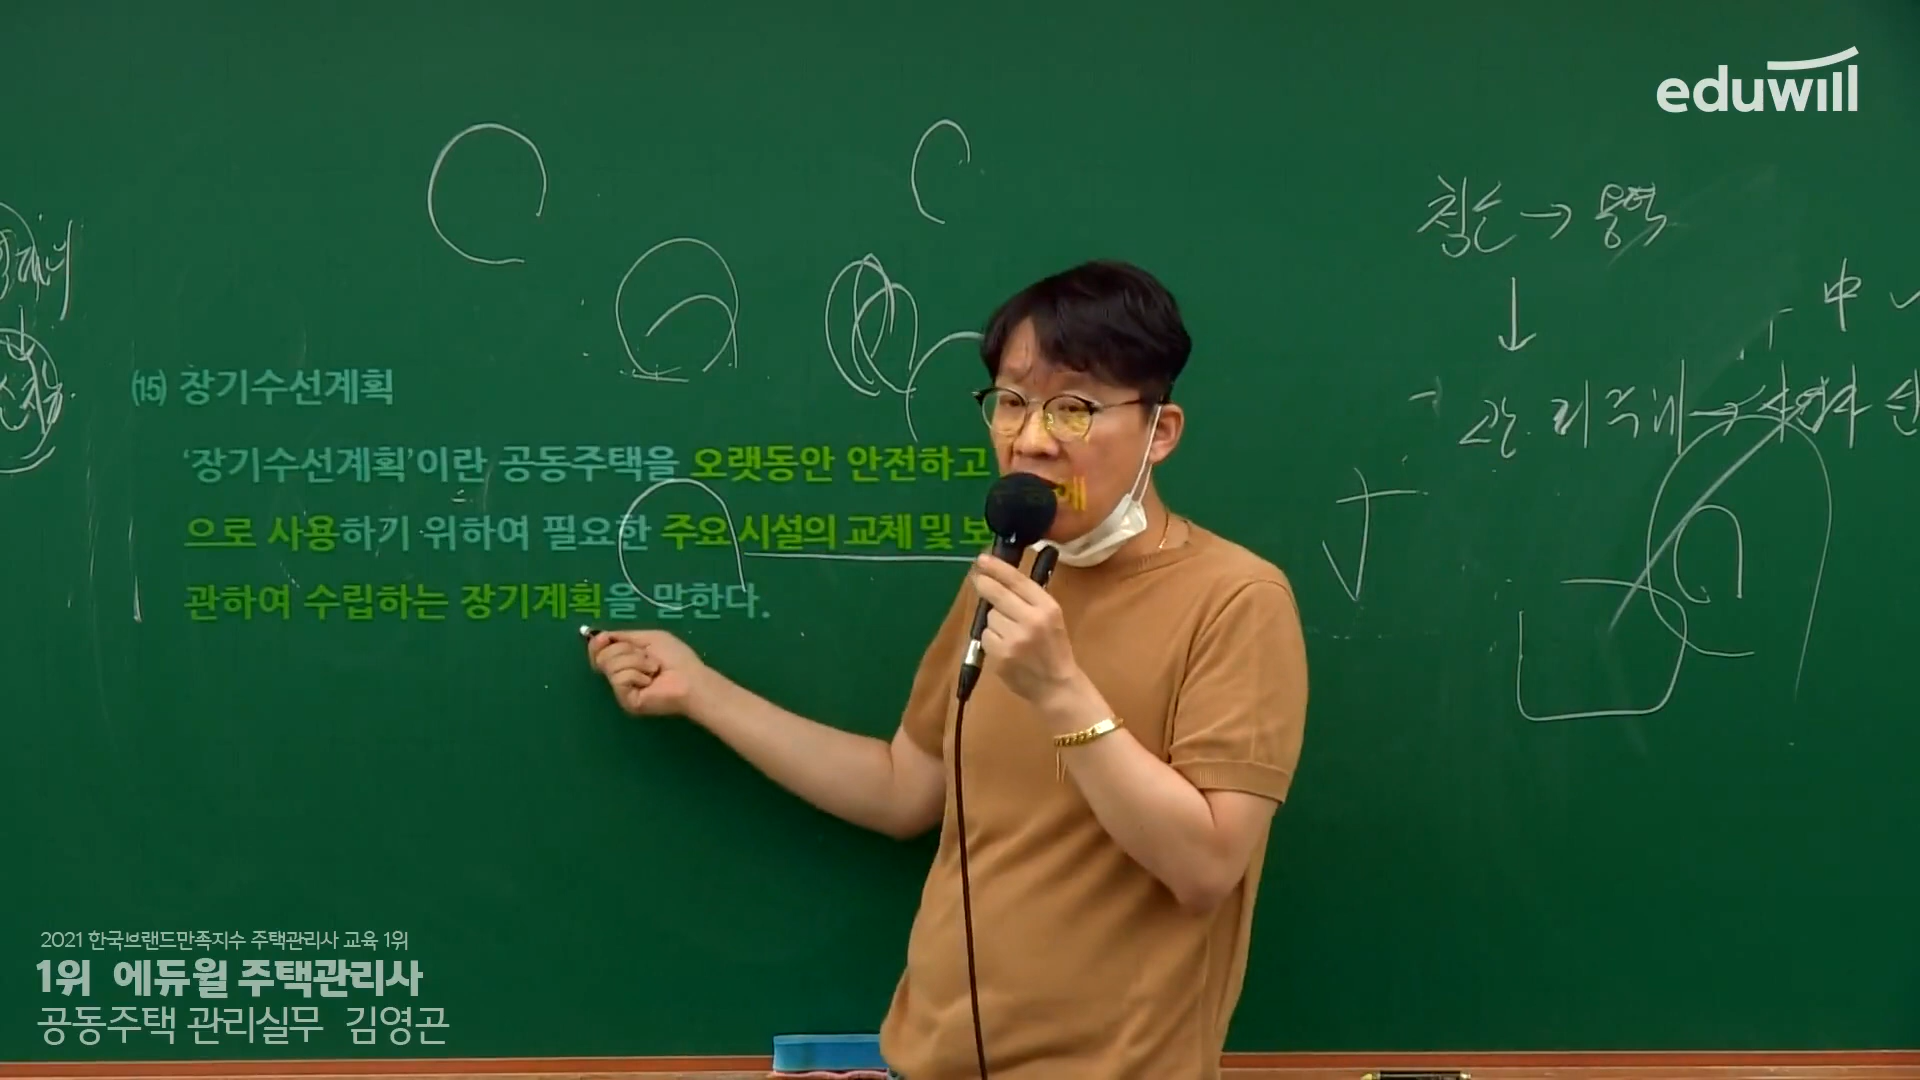 eduwill
청소 → 용역
↓
中
⒂ 장기수선계획
'장기수선계획'이란 공동주택을 오랫동안 안전하고
으로 사용하기 위하여 필요한 주요 시설의 교체 및 보
관하여 수립하는 장기계획을 말한다.
2021 한국브랜드만족지수 주택관리사 교육 1위
1위 에듀윌 주택관리사
공동주택 관리실무 김영곤